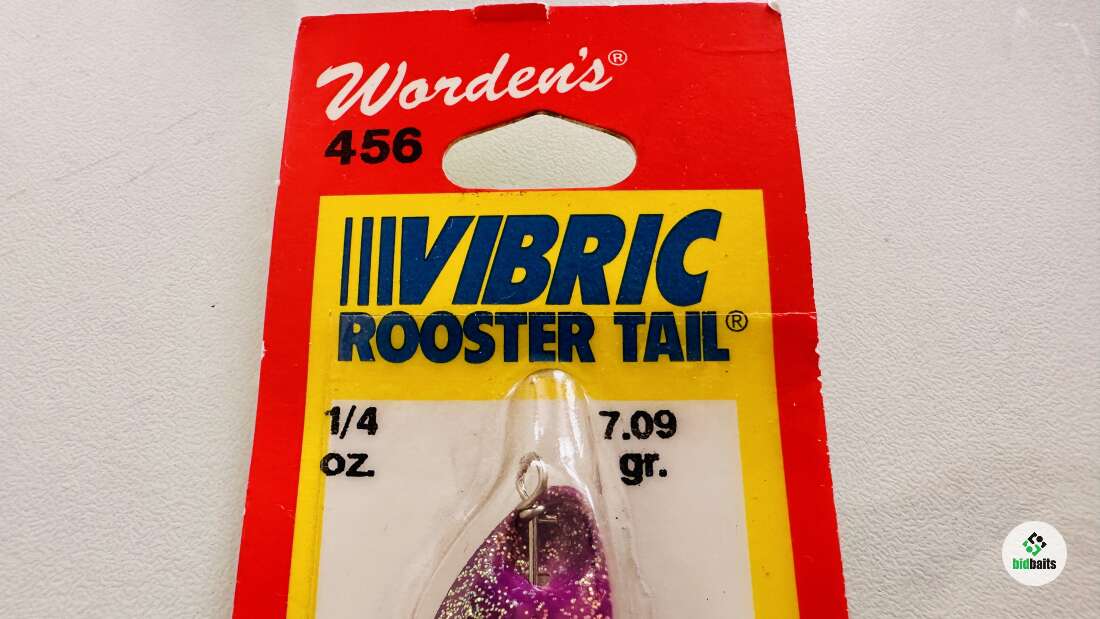 Worden's®
456
VIBRIC
ROOSTER TAIL®
1/4
oz.
7.09
gr.
bidbaits